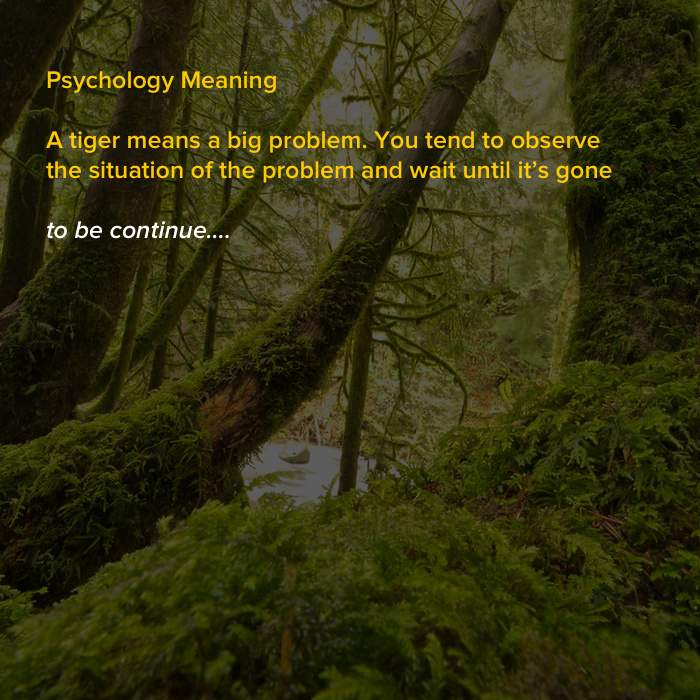 Psychology Meaning
A tiger means a big problem. You tend to observe
the situation of the problem and wait until it’s gone
to be continue....